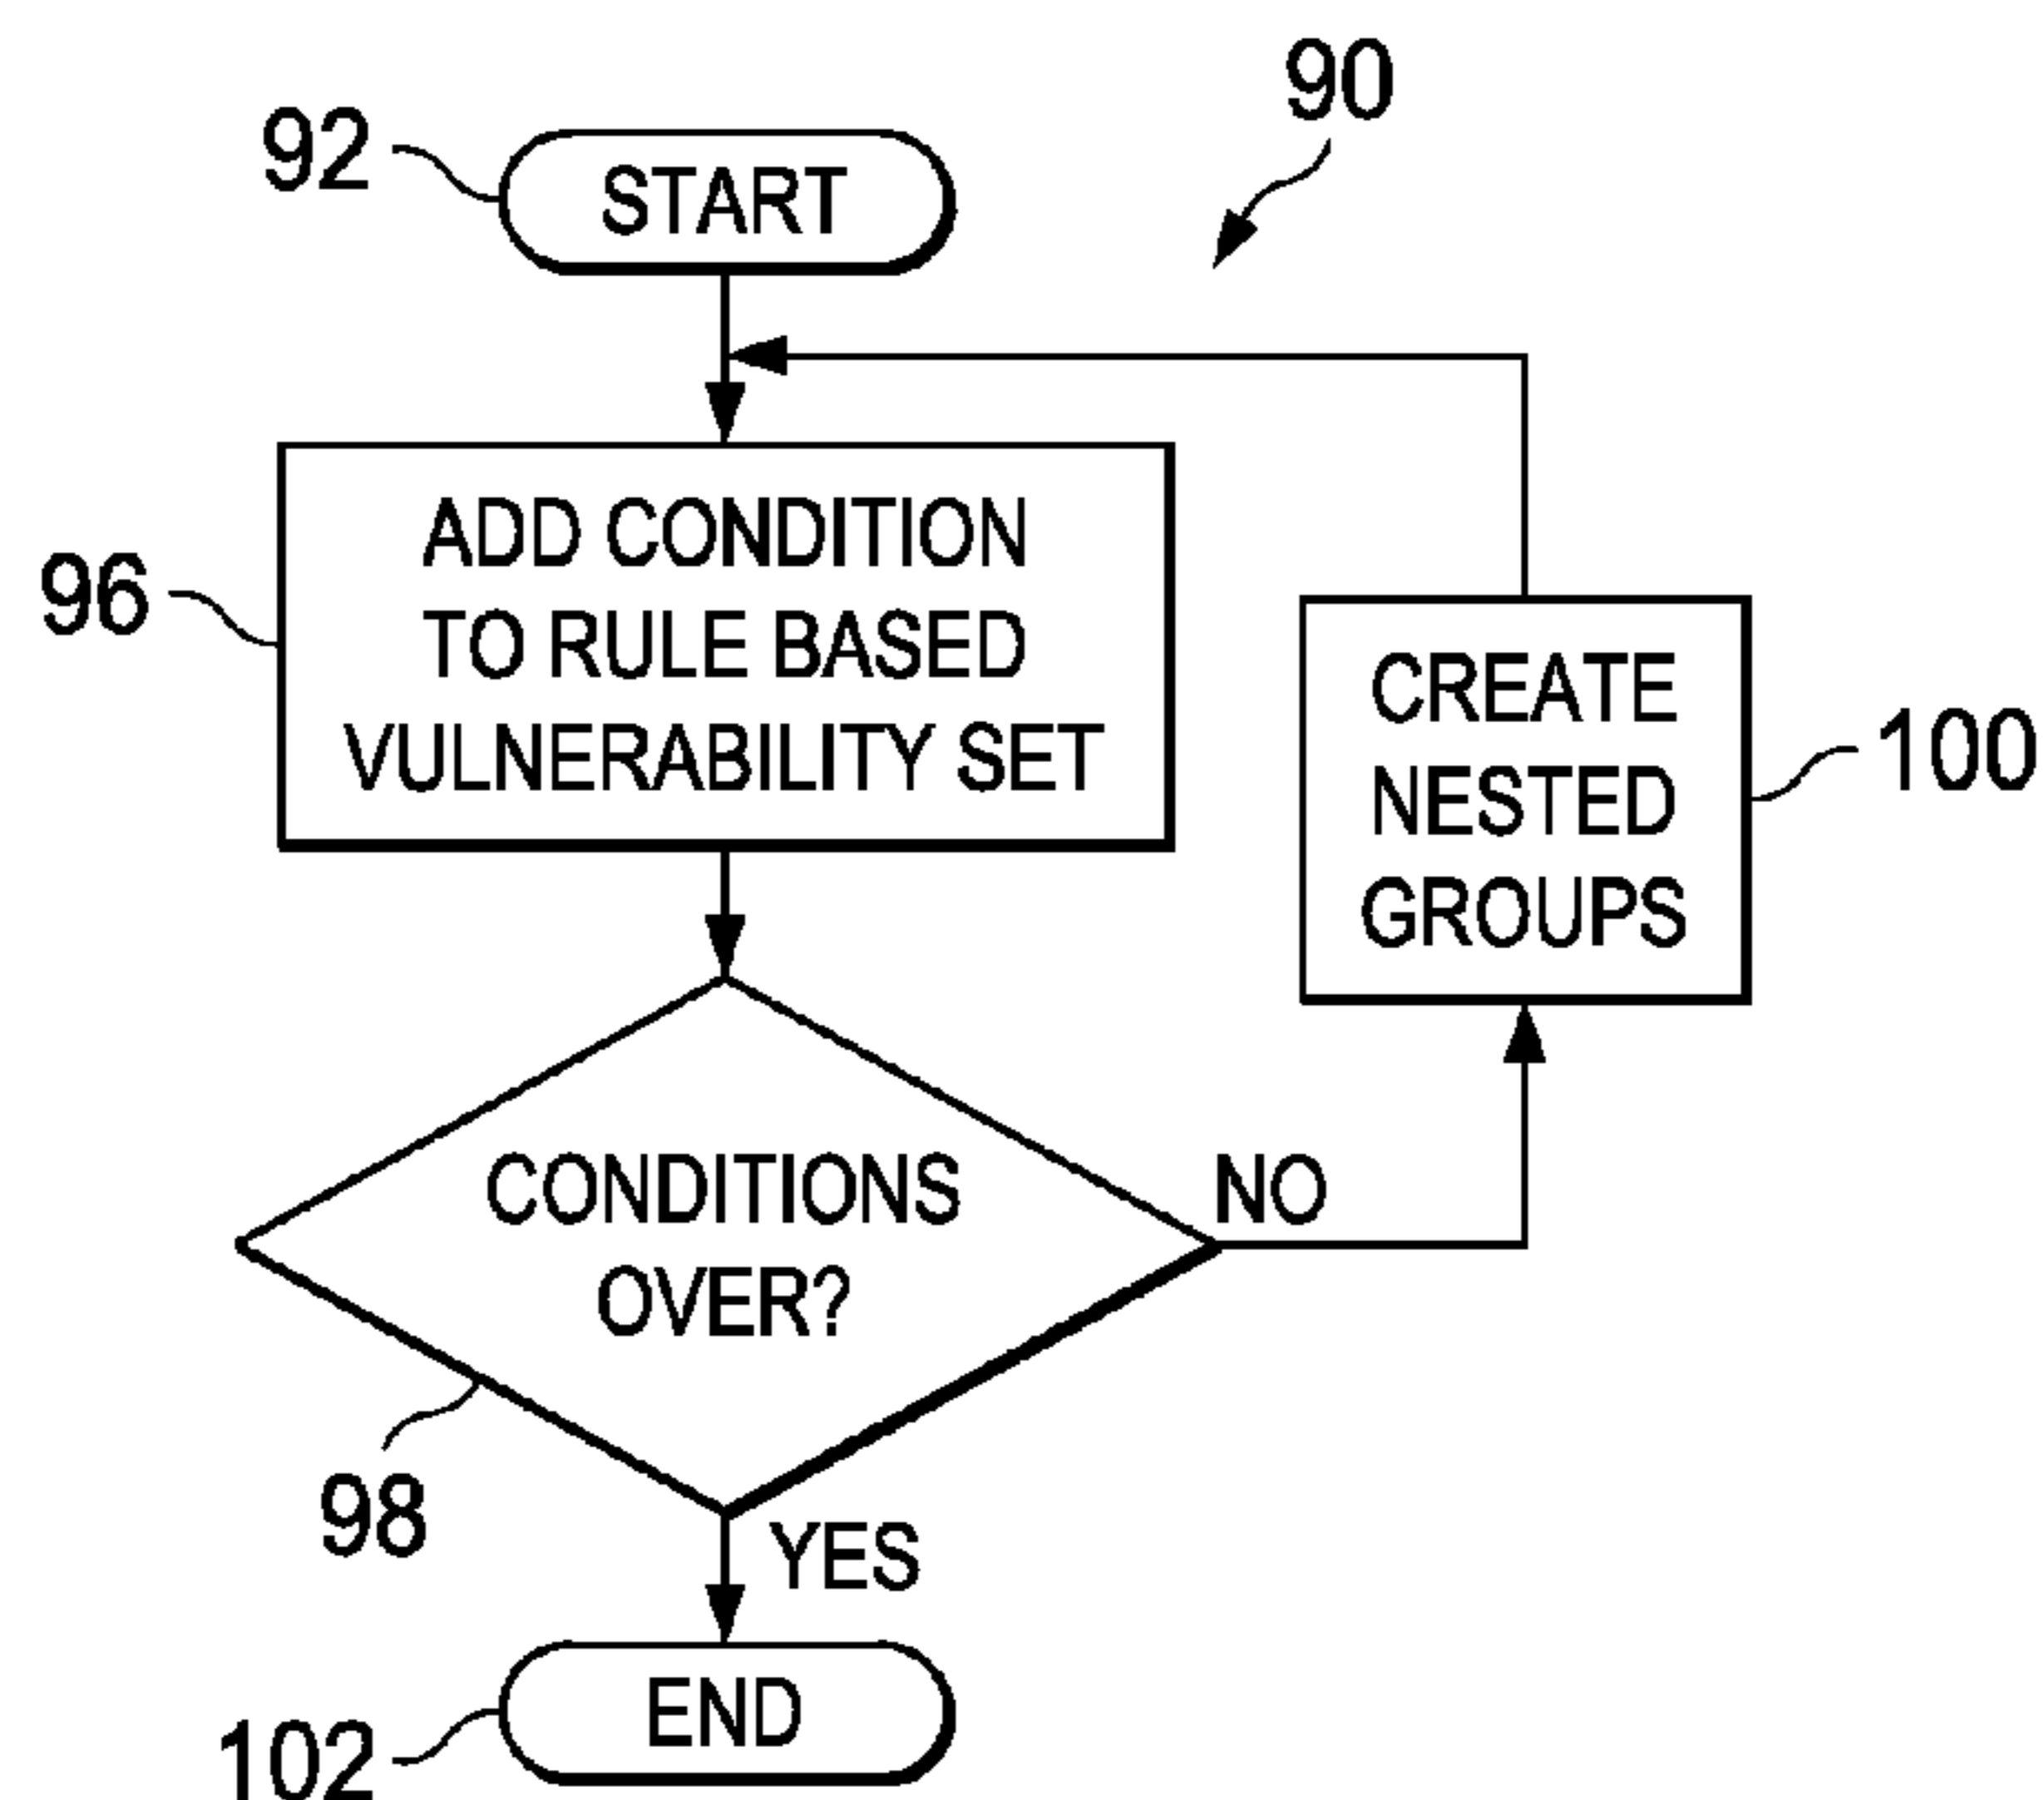 90
92
START
96
ADD CONDITION
TO RULE BASED
VULNERABILITY SET
CREATE
NESTED
GROUPS
100
CONDITIONS
OVER?
NO
98
YES
END
102